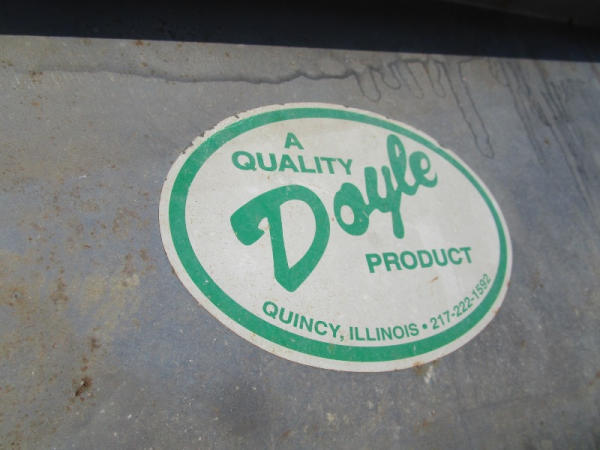 A
QUALITY
Doyle
PRODUCT
QUINCY, ILLINOIS • 217-222-1592